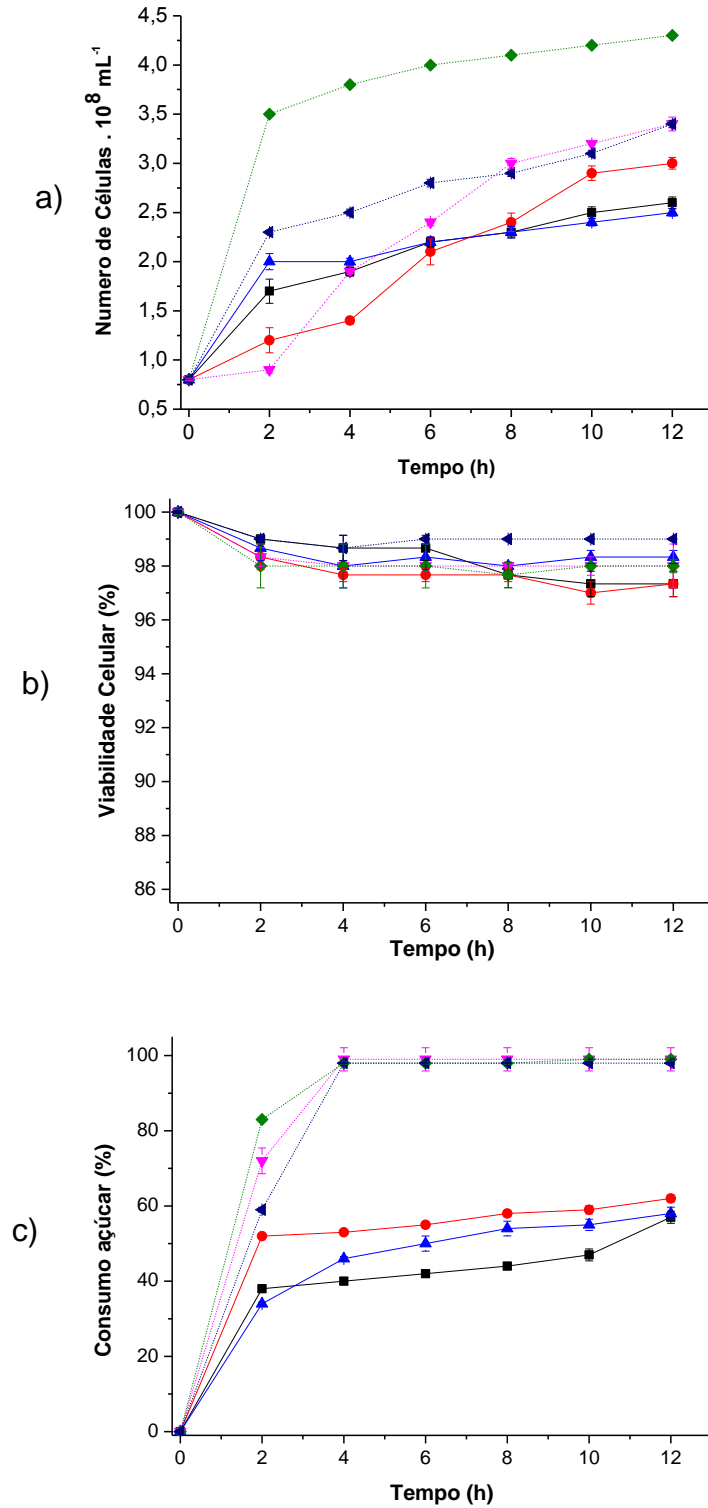 a)
Numero de Células . 10⁸ mL⁻¹
4,5
4,0
3,5
3,0
2,5
2,0
1,5
1,0
0,5
0 2 4 6 8 10 12
Tempo (h)
b)
Viabilidade Celular (%)
100
98
96
94
92
90
88
86
0 2 4 6 8 10 12
Tempo (h)
c)
Consumo açúcar (%)
100
80
60
40
20
0
0 2 4 6 8 10 12
Tempo (h)